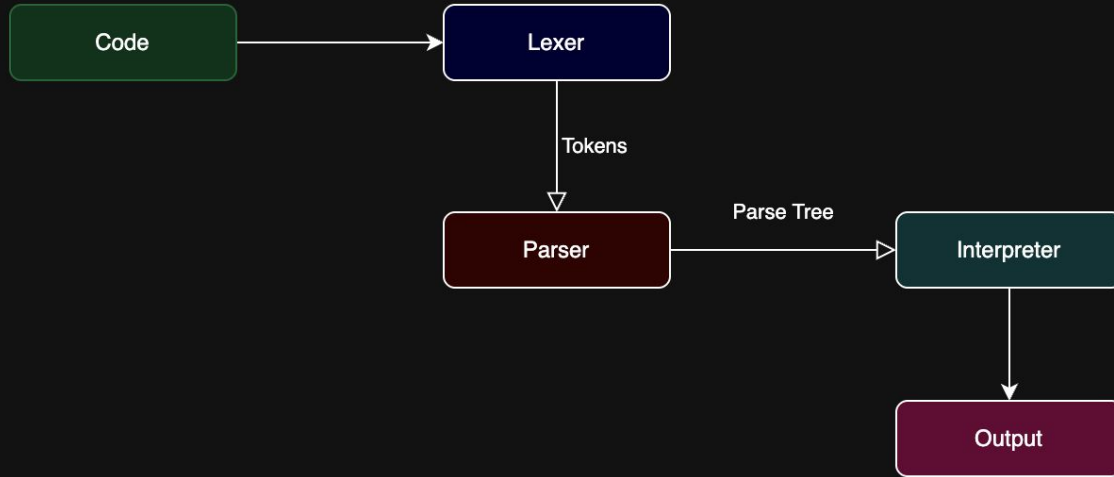 Code
Lexer
Tokens
Parse Tree
Parser
Interpreter
Output